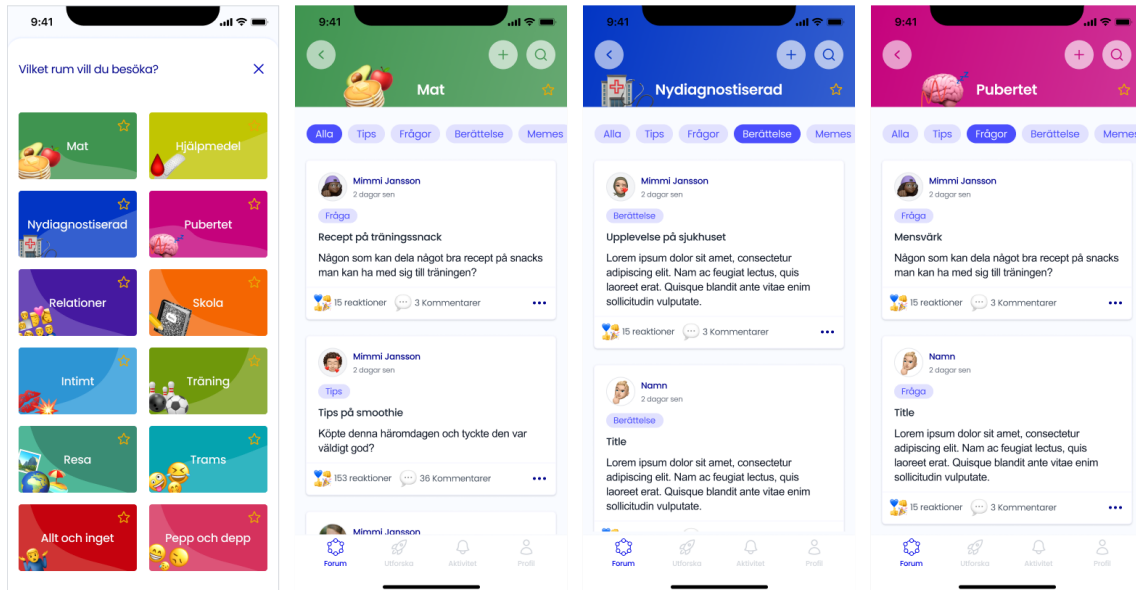 9:41
Vilket rum vill du besöka?
Mat
Hjälpmedel
Nydiagnostiserad
Pubertet
Relationer
Skola
Intimt
Träning
Resa
Trams
Allt och inget
Pepp och depp
9:41
Mat
Alla
Tips
Frågor
Berättelse
Memes
Mimmi Jansson
2 dagar sen
Fråga
Recept på träningssnack
Någon som kan dela något bra recept på snacks
man kan ha med sig till träningen?
15 reaktioner
3 Kommentarer
Mimmi Jansson
2 dagar sen
Tips
Tips på smoothie
Köpte denna häromdagen och tyckte den var
väldigt god?
153 reaktioner
36 Kommentarer
Mimmi Jansson
Forum
Utforska
Aktivitet
Profil
9:41
Nydiagnostiserad
Alla
Tips
Frågor
Berättelse
Memes
Mimmi Jansson
2 dagar sen
Berättelse
Upplevelse på sjukhuset
Lorem ipsum dolor sit amet, consectetur
adipiscing elit. Nam ac feugiat lectus, quis
laoreet erat. Quisque blandit ante vitae enim
sollicitudin vulputate.
15 reaktioner
3 Kommentarer
Namn
2 dagar sen
Berättelse
Title
Lorem ipsum dolor sit amet, consectetur
adipiscing elit. Nam ac feugiat lectus, quis
laoreet erat. Quisque blandit ante vitae enim
sollicitudin vulputate.
Forum
Utforska
Aktivitet
Profil
9:41
Pubertet
Alla
Tips
Frågor
Berättelse
Memes
Mimmi Jansson
2 dagar sen
Fråga
Mensvärk
Någon som kan dela något bra recept på snacks
man kan ha med sig till träningen?
15 reaktioner
3 Kommentarer
Namn
2 dagar sen
Fråga
Title
Lorem ipsum dolor sit amet, consectetur
adipiscing elit. Nam ac feugiat lectus, quis
laoreet erat. Quisque blandit ante vitae enim
sollicitudin vulputate.
15 reaktioner
3 Kommentarer
Forum
Utforska
Aktivitet
Profil